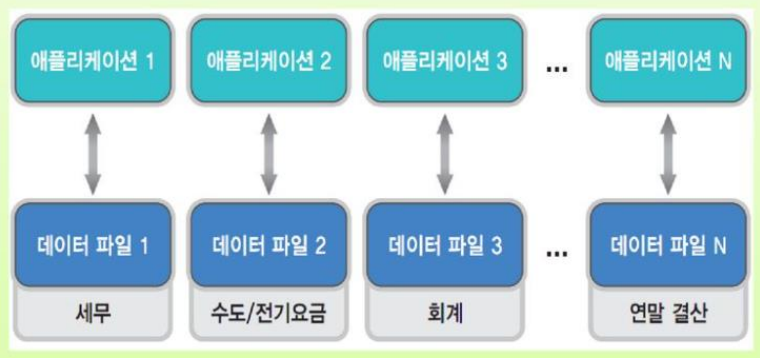 애플리케이션 1 애플리케이션 2 애플리케이션 3 ... 애플리케이션 N
데이터 파일 1 데이터 파일 2 데이터 파일 3 ... 데이터 파일 N
세무 수도/전기요금 회계 연말 결산